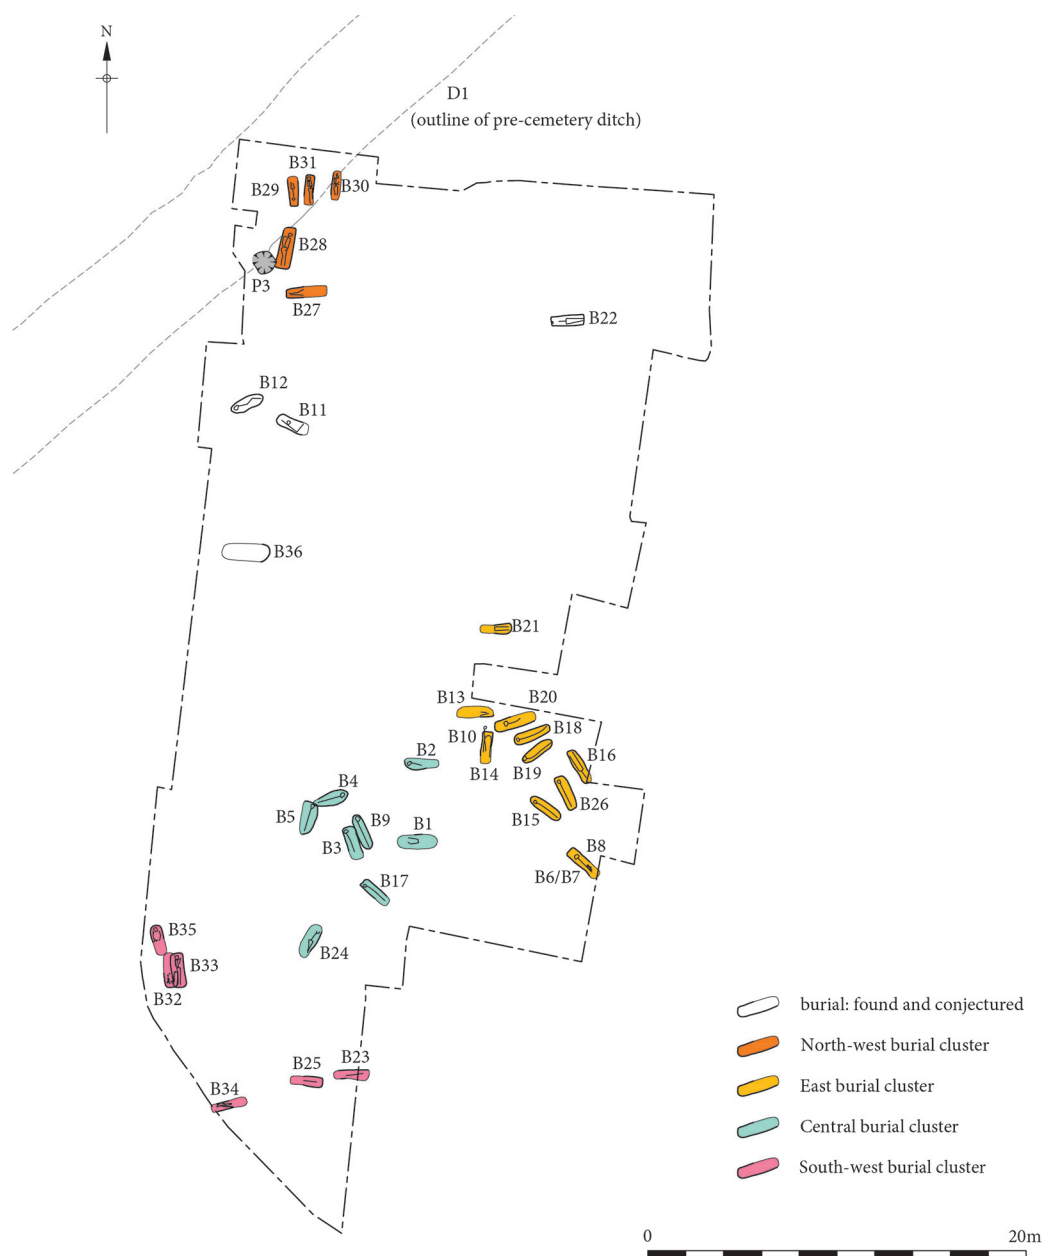 N
D1
(outline of pre-cemetery ditch)
B31
B29
B30
B28
P3
B27
B22
B12
B11
B36
B21
B13
B20
B10
B18
B2
B14
B19
B16
B4
B26
B5
B9
B1
B15
B3
B8
B6/B7
B17
B35
B24
B33
B32
burial: found and conjectured
North-west burial cluster
B25
B23
B34
East burial cluster
Central burial cluster
South-west burial cluster
0
20m